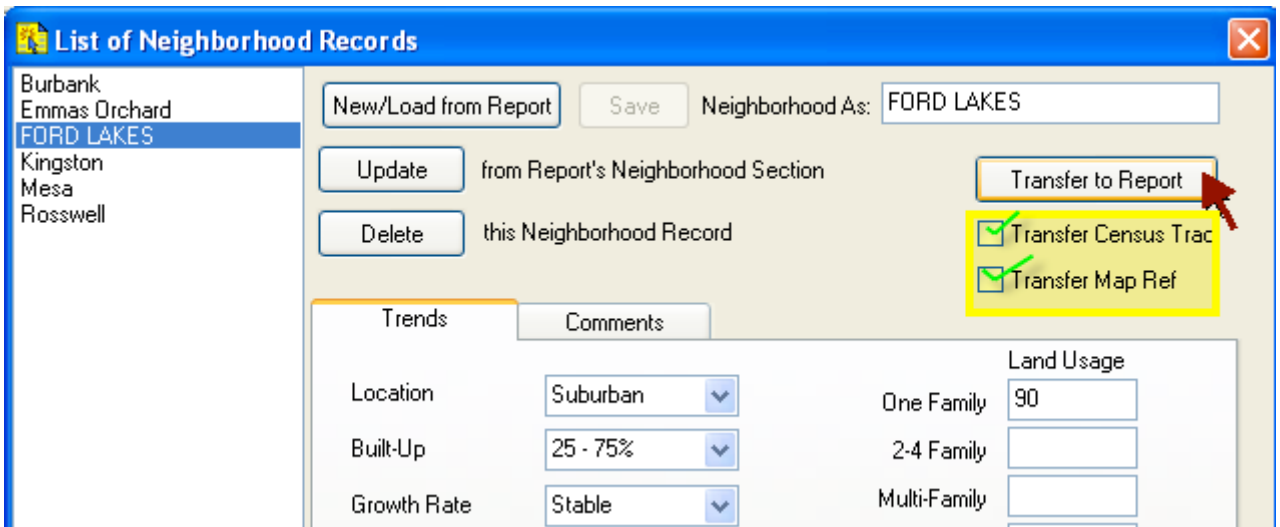 List of Neighborhood Records
Burbank
Emmas Orchard
FORD LAKES
Kingston
Mesa
Rosswell
New/Load from Report
Save
Neighborhood As:
FORD LAKES
Update
from Report's Neighborhood Section
Transfer to Report
Delete
this Neighborhood Record
Transfer Census Trac
Transfer Map Ref
Trends
Comments
Land Usage
Location
Suburban
One Family
90
Built-Up
25 - 75%
2-4 Family
Growth Rate
Stable
Multi-Family